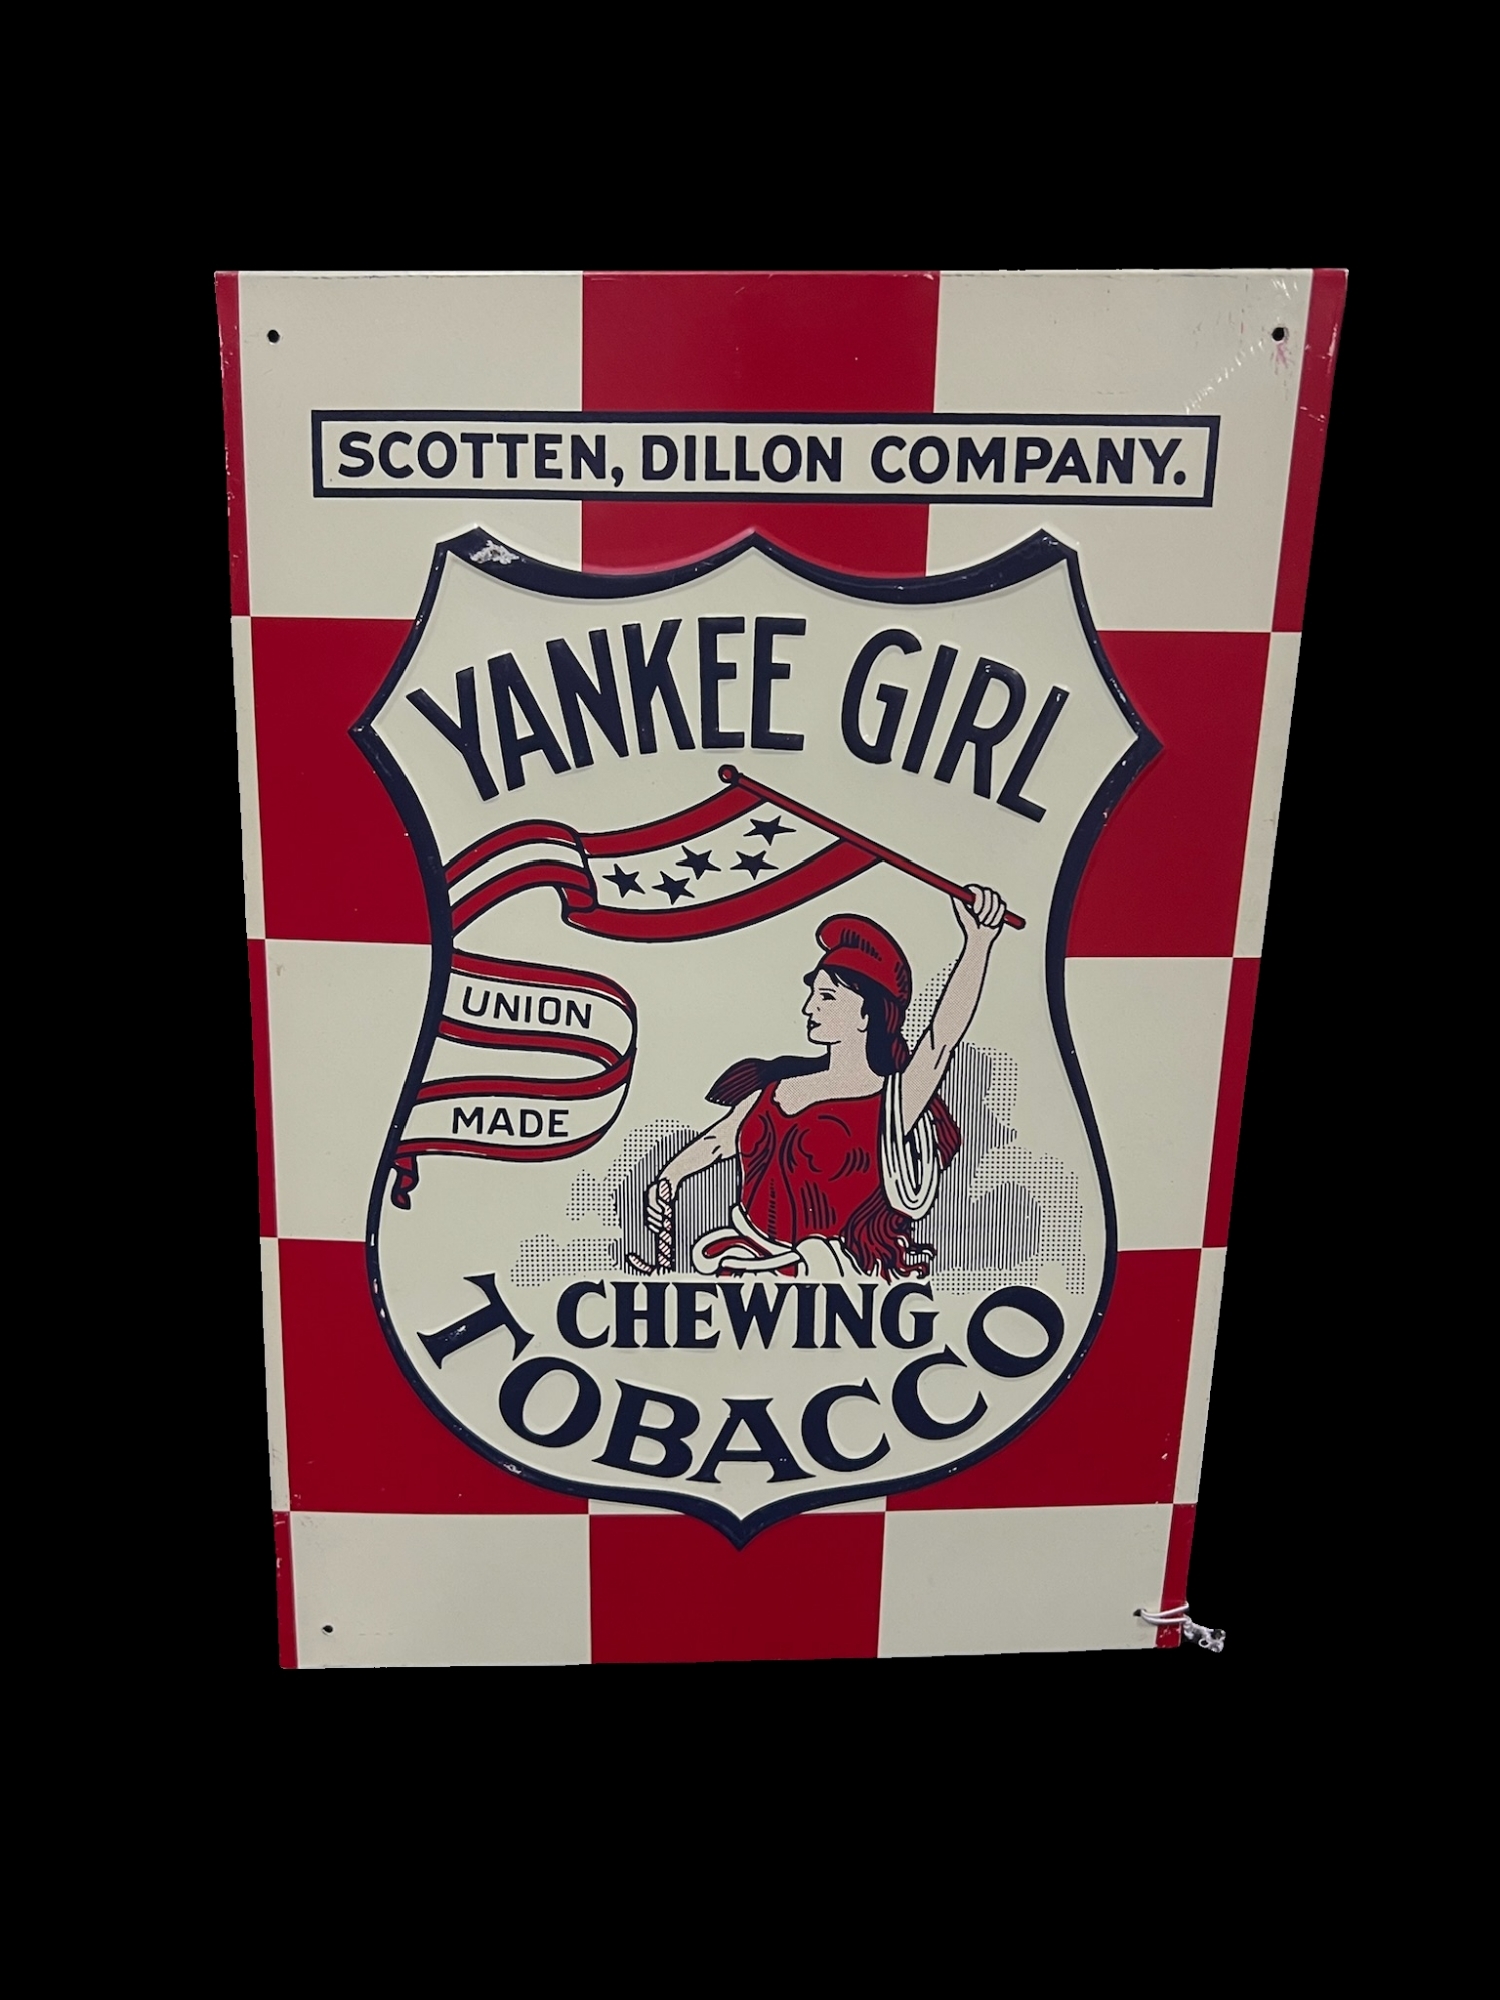 SCOTTEN, DILLON COMPANY.
YANKEE GIRL
UNION
MADE
CHEWING
TOBACCO